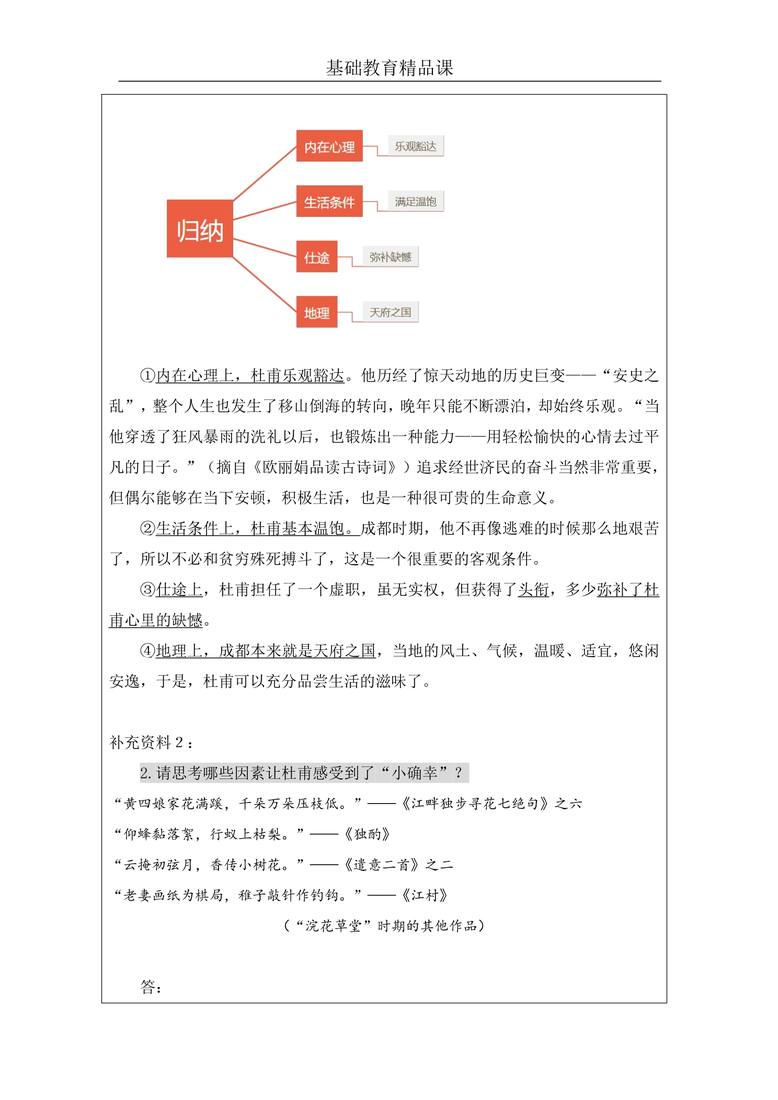 基础教育精品课
归纳
内在心理
乐观豁达
生活条件
满足温饱
仕途
弥补缺憾
地理
天府之国
①内在心理上，杜甫乐观豁达。他历经了惊天动地的历史巨变——“安史之
乱”，整个人生也发生了移山倒海的转向，晚年只能不断漂泊，却始终乐观。“当
他穿透了狂风暴雨的洗礼以后，也锻炼出一种能力——用轻松愉快的心情去过平
凡的日子。”（摘自《欧丽娟品读古诗词》）追求经世济民的奋斗当然非常重要，
但偶尔能够在当下安顿，积极生活，也是一种很可贵的生命意义。
②生活条件上，杜甫基本温饱。成都时期，他不再像逃难的时候那么地艰苦
了，所以不必和贫穷殊死搏斗了，这是一个很重要的客观条件。
③仕途上，杜甫担任了一个虚职，虽无实权，但获得了头衔，多少弥补了杜
甫心里的缺憾。
④地理上，成都本来就是天府之国，当地的风土、气候，温暖、适宜，悠闲
安逸，于是，杜甫可以充分品尝生活的滋味了。
补充资料2：
2.请思考哪些因素让杜甫感受到了“小确幸”？
“黄四娘家花满蹊，千朵万朵压枝低。”——《江畔独步寻花七绝句》之六
“仰蜂黏落絮，行蚁上枯梨。”——《独酌》
“云掩初弦月，香传小树花。”——《遣意二首》之二
“老妻画纸为棋局，稚子敲针作钓钩。”——《江村》
（“浣花草堂”时期的其他作品）
答：